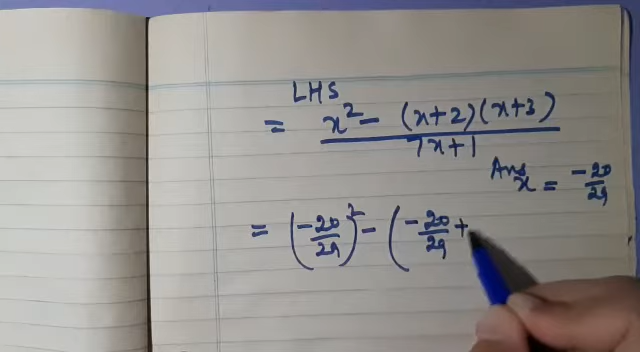 LHS
= x² - (x+2)(x+3) / 7x+1
Ans x = -20/29
= (-20/29)² - (-20/29 +